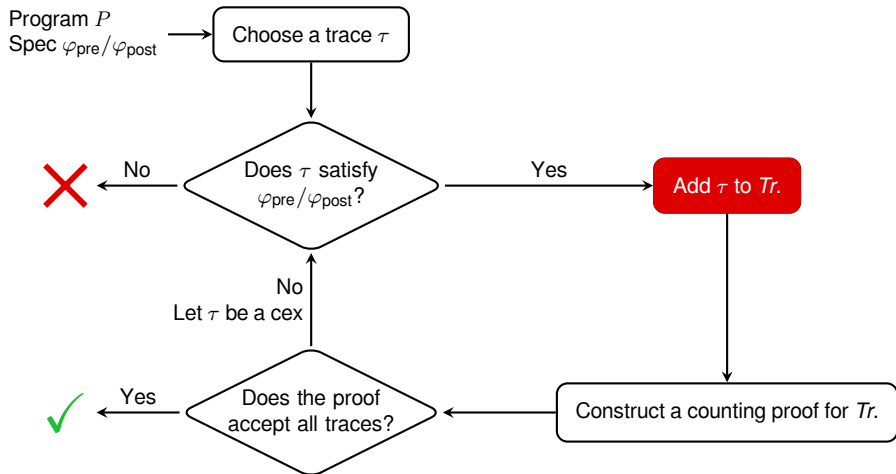 Program P
Spec φpre/φpost
Choose a trace τ
No
Does τ satisfy
φpre/φpost?
Yes
Add τ to Tr.
No
Let τ be a cex
Yes
Does the proof
accept all traces?
Construct a counting proof for Tr.